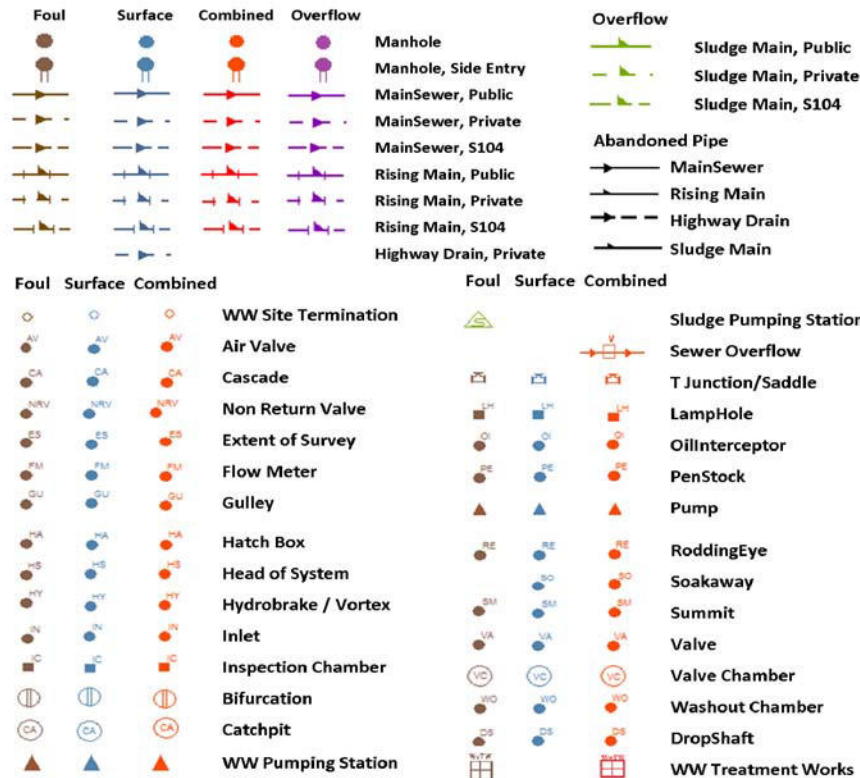 Foul Surface Combined Overflow
Manhole
Manhole, Side Entry
MainSewer, Public
MainSewer, Private
MainSewer, S104
Rising Main, Public
Rising Main, Private
Rising Main, S104
Highway Drain, Private
Overflow
Sludge Main, Public
Sludge Main, Private
Sludge Main, S104
Abandoned Pipe
MainSewer
Rising Main
Highway Drain
Sludge Main
Foul Surface Combined
WW Site Termination
AV AV AV Air Valve
CA CA CA Cascade
NRV NRV NRV Non Return Valve
ES ES ES Extent of Survey
FM FM FM Flow Meter
GU GU GU Gulley
HA HA HA Hatch Box
HS HS HS Head of System
HY HY HY Hydrobrake / Vortex
IN IN IN Inlet
IC IC IC Inspection Chamber
Bifurcation
CA CA CA Catchpit
WW Pumping Station
Foul Surface Combined
S Sludge Pumping Station
V Sewer Overflow
T Junction/Saddle
LH LH LH LampHole
OI OI OI OilInterceptor
PE PE PE PenStock
Pump
RE RE RE RoddingEye
SO SO Soakaway
SM SM SM Summit
VA VA VA Valve
VC VC VC Valve Chamber
WO WO WO Washout Chamber
DS DS DS DropShaft
WW Treatment Works